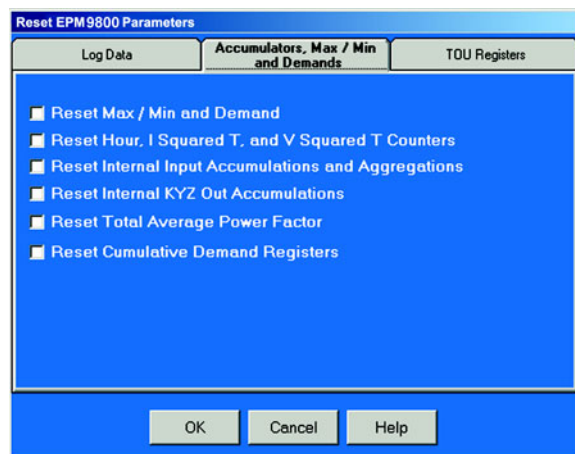 Reset EPM9800 Parameters
Log Data
Accumulators, Max / Min
and Demands
TOU Registers
Reset Max / Min and Demand
Reset Hour, I Squared T, and V Squared T Counters
Reset Internal Input Accumulations and Aggregations
Reset Internal KYZ Out Accumulations
Reset Total Average Power Factor
Reset Cumulative Demand Registers
OK
Cancel
Help